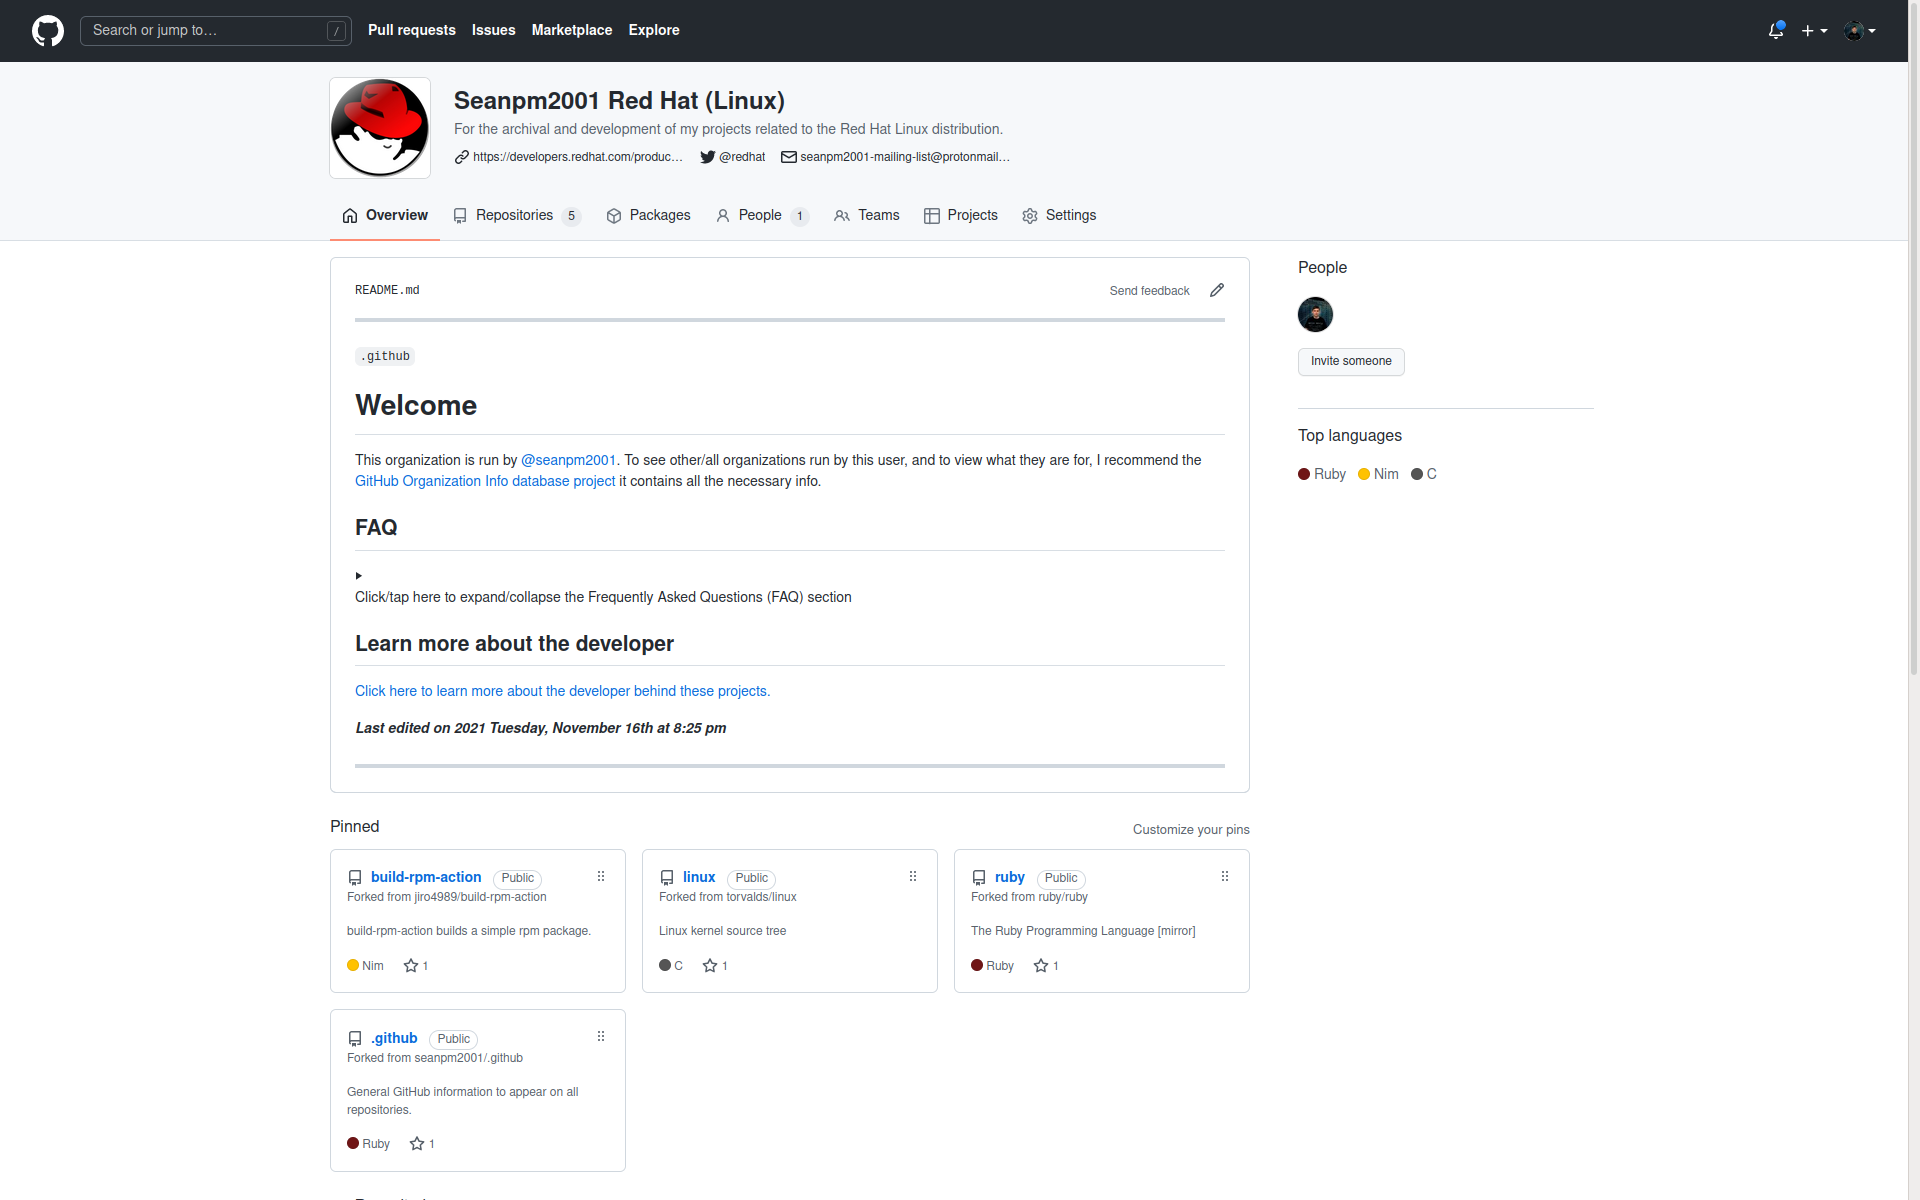 Search or jump to… /
Pull requests Issues Marketplace Explore
Seanpm2001 Red Hat (Linux)
For the archival and development of my projects related to the Red Hat Linux distribution.
https://developers.redhat.com/produc… @redhat seanpm2001-mailing-list@protonmail…
Overview Repositories 5 Packages People 1 Teams Projects Settings
README.md Send feedback
.github
Welcome
This organization is run by @seanpm2001. To see other/all organizations run by this user, and to view what they are for, I recommend the
GitHub Organization Info database project it contains all the necessary info.
FAQ
Click/tap here to expand/collapse the Frequently Asked Questions (FAQ) section
Learn more about the developer
Click here to learn more about the developer behind these projects.
Last edited on 2021 Tuesday, November 16th at 8:25 pm
People
Invite someone
Top languages
Ruby Nim C
Pinned Customize your pins
build-rpm-action Public
Forked from jiro4989/build-rpm-action
build-rpm-action builds a simple rpm package.
Nim 1
linux Public
Forked from torvalds/linux
Linux kernel source tree
C 1
ruby Public
Forked from ruby/ruby
The Ruby Programming Language [mirror]
Ruby 1
.github Public
Forked from seanpm2001/.github
General GitHub information to appear on all
repositories.
Ruby 1